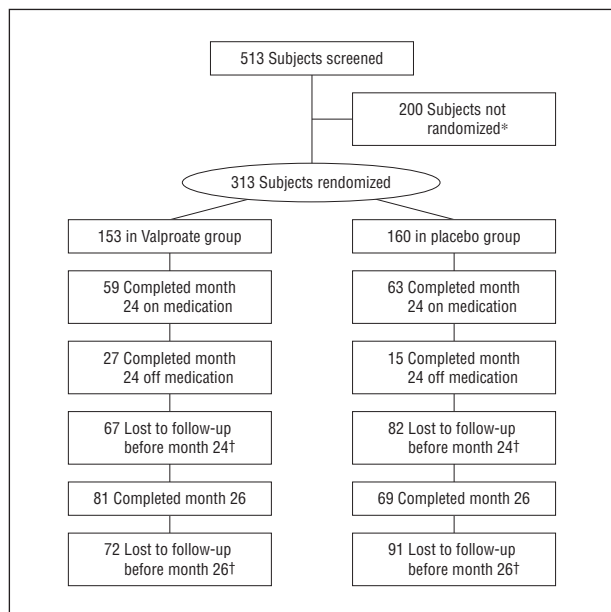 513 Subjects screened
200 Subjects not
randomized*
313 Subjects rendomized
153 in Valproate group
160 in placebo group
59 Completed month
24 on medication
63 Completed month
24 on medication
27 Completed month
24 off medication
15 Completed month
24 off medication
67 Lost to follow-up
before month 24†
82 Lost to follow-up
before month 24†
81 Completed month 26
69 Completed month 26
72 Lost to follow-up
before month 26†
91 Lost to follow-up
before month 26†